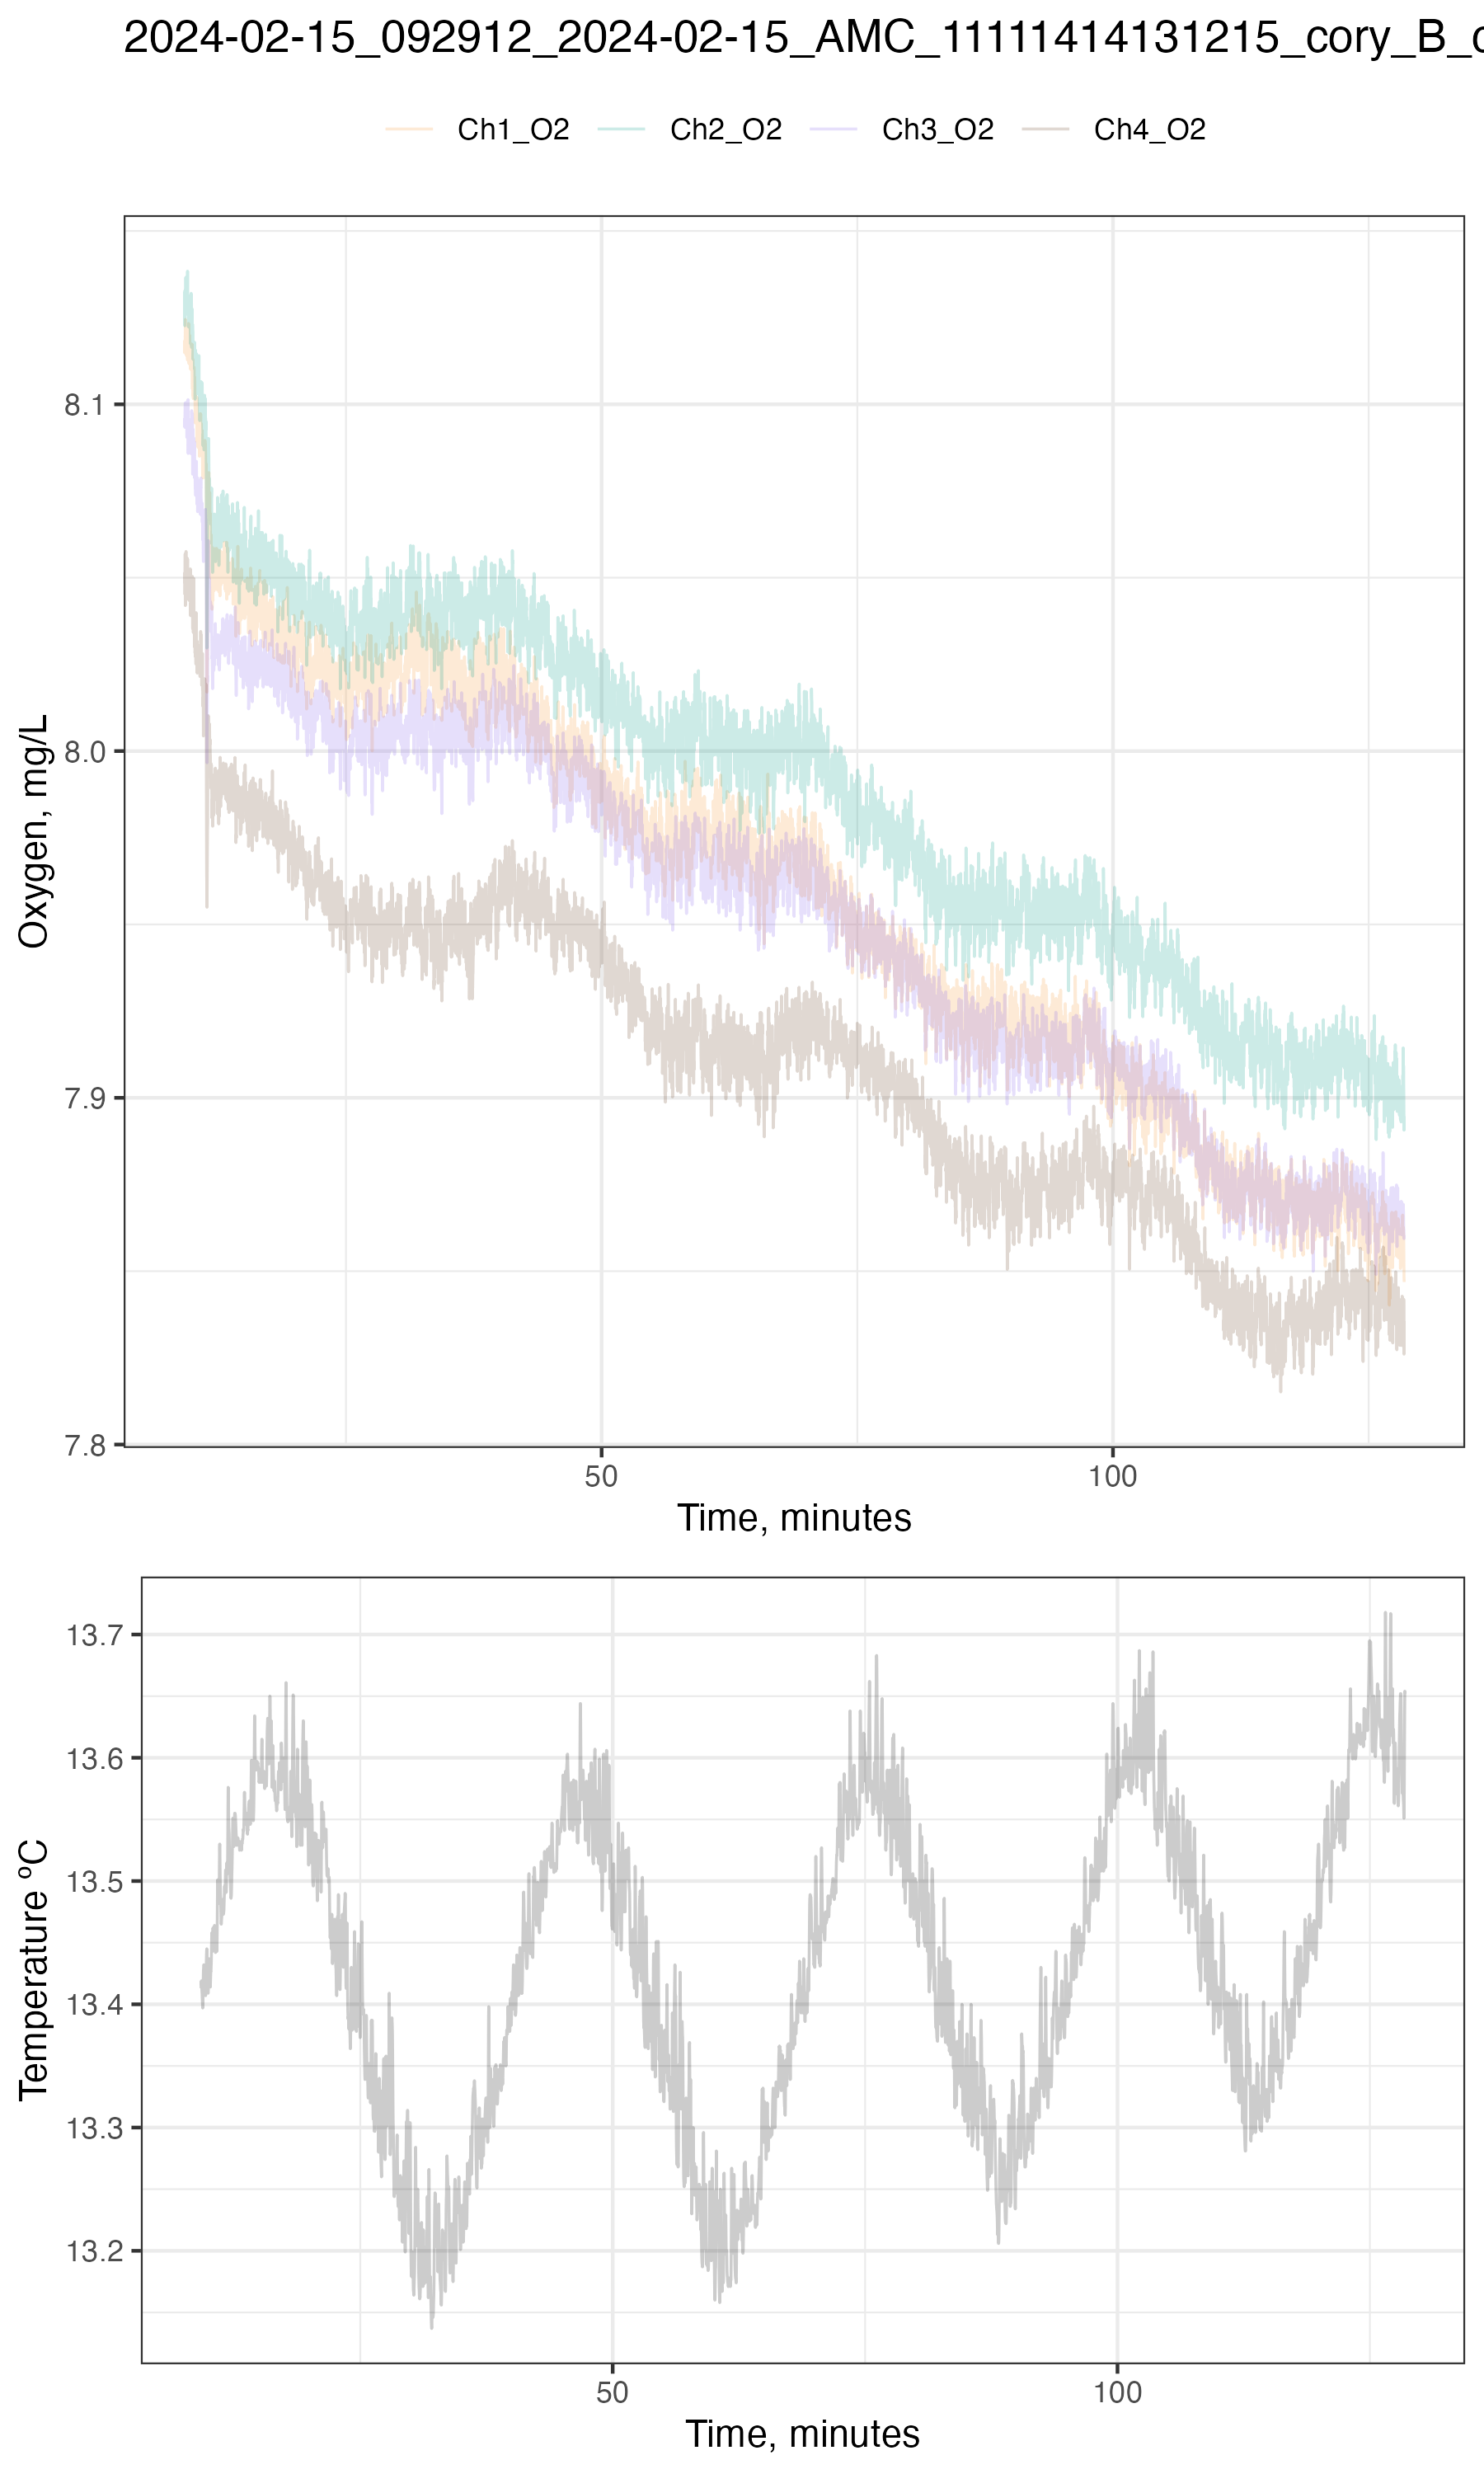 2024-02-15_092912_2024-02-15_AMC_11111414131215_cory_B_c
Ch1_O2 Ch2_O2 Ch3_O2 Ch4_O2
Oxygen, mg/L
8.1
8.0
7.9
7.8
50 100
Time, minutes
Temperature ºC
13.7
13.6
13.5
13.4
13.3
13.2
50 100
Time, minutes